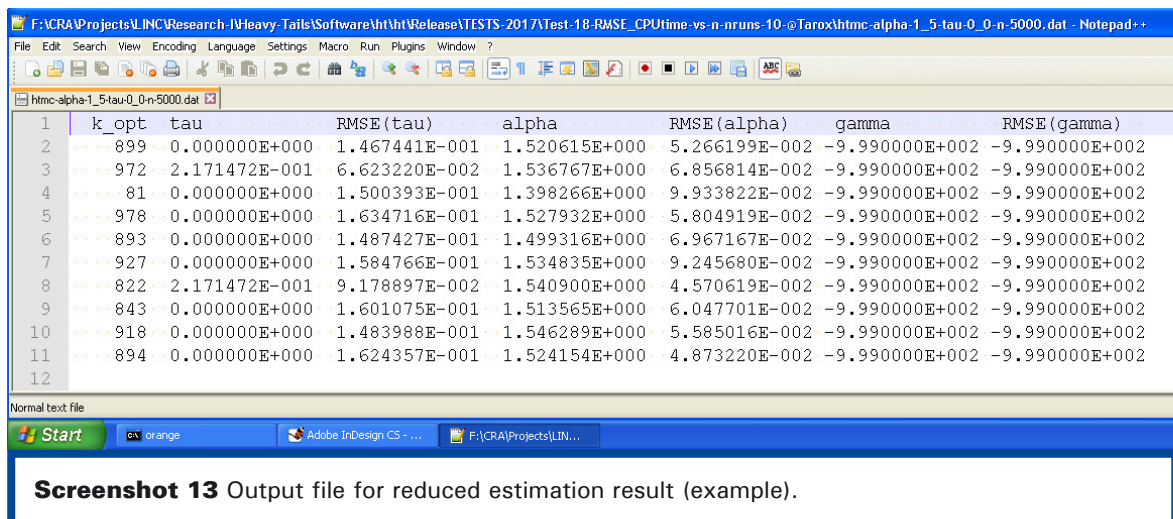 F:\CRA\Projects\LINC\Research-I\Heavy-Tails\Software\ht\ht\Release\TESTS-2017\Test-18-RMSE_CPUtime-vs-n-nruns-10-@Tarox\htmc-alpha-1_5-tau-0_0-n-5000.dat - Notepad++
File Edit Search View Encoding Language Settings Macro Run Plugins Window ?
ABC
htmc-alpha-1_5-tau-0_0-n-5000.dat
1 k_opt tau RMSE(tau) alpha RMSE(alpha) gamma RMSE(gamma)
2 899 0.000000E+000 1.467441E-001 1.520615E+000 5.266199E-002 -9.990000E+002 -9.990000E+002
3 972 2.171472E-001 6.623220E-002 1.536767E+000 6.856814E-002 -9.990000E+002 -9.990000E+002
4 81 0.000000E+000 1.500393E-001 1.398266E+000 9.933822E-002 -9.990000E+002 -9.990000E+002
5 978 0.000000E+000 1.634716E-001 1.527932E+000 5.804919E-002 -9.990000E+002 -9.990000E+002
6 893 0.000000E+000 1.487427E-001 1.499316E+000 6.967167E-002 -9.990000E+002 -9.990000E+002
7 927 0.000000E+000 1.584766E-001 1.534835E+000 9.245680E-002 -9.990000E+002 -9.990000E+002
8 822 2.171472E-001 9.178897E-002 1.540900E+000 4.570619E-002 -9.990000E+002 -9.990000E+002
9 843 0.000000E+000 1.601075E-001 1.513565E+000 6.047701E-002 -9.990000E+002 -9.990000E+002
10 918 0.000000E+000 1.483988E-001 1.546289E+000 5.585016E-002 -9.990000E+002 -9.990000E+002
11 894 0.000000E+000 1.624357E-001 1.524154E+000 4.873220E-002 -9.990000E+002 -9.990000E+002
12
Normal text file
Start orange Adobe InDesign CS - ... F:\CRA\Projects\LIN...
Screenshot 13 Output file for reduced estimation result (example).